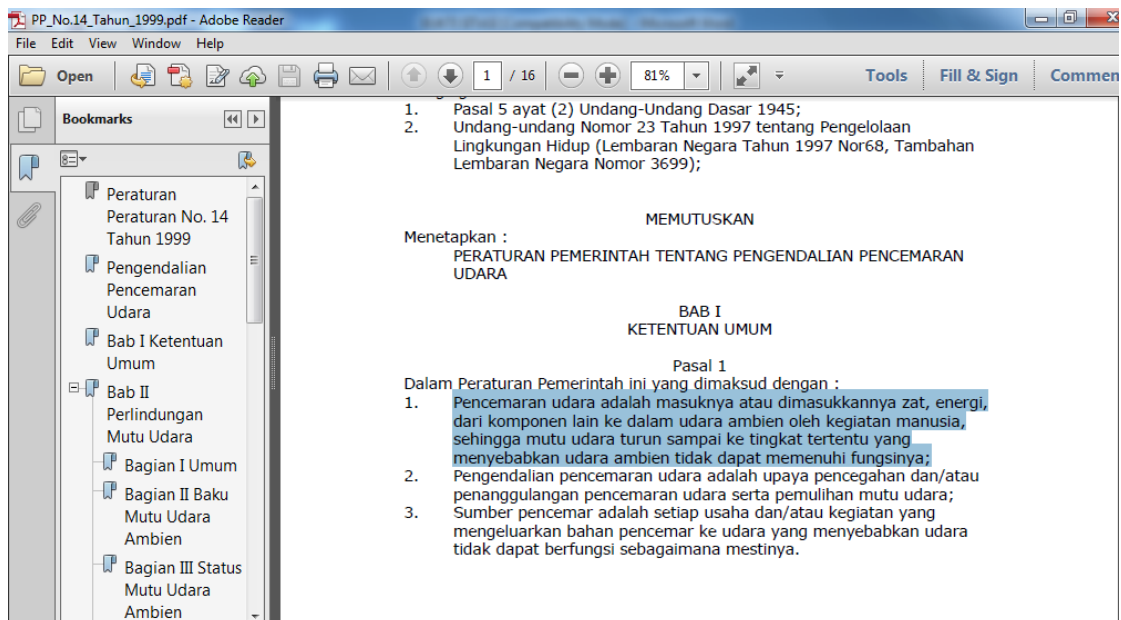 PP_No.14_Tahun_1999.pdf - Adobe Reader
File Edit View Window Help
Open 1 / 16 81% Tools Fill & Sign Commen
Bookmarks
Peraturan
Peraturan No. 14
Tahun 1999
Pengendalian
Pencemaran
Udara
Bab I Ketentuan
Umum
Bab II
Perlindungan
Mutu Udara
Bagian I Umum
Bagian II Baku
Mutu Udara
Ambien
Bagian III Status
Mutu Udara
Ambien
1. Pasal 5 ayat (2) Undang-Undang Dasar 1945;
2. Undang-undang Nomor 23 Tahun 1997 tentang Pengelolaan
Lingkungan Hidup (Lembaran Negara Tahun 1997 Nor68, Tambahan
Lembaran Negara Nomor 3699);
MEMUTUSKAN
Menetapkan :
PERATURAN PEMERINTAH TENTANG PENGENDALIAN PENCEMARAN
UDARA
BAB I
KETENTUAN UMUM
Pasal 1
Dalam Peraturan Pemerintah ini yang dimaksud dengan :
1. Pencemaran udara adalah masuknya atau dimasukkannya zat, energi,
dari komponen lain ke dalam udara ambien oleh kegiatan manusia,
sehingga mutu udara turun sampai ke tingkat tertentu yang
menyebabkan udara ambien tidak dapat memenuhi fungsinya;
2. Pengendalian pencemaran udara adalah upaya pencegahan dan/atau
penanggulangan pencemaran udara serta pemulihan mutu udara;
3. Sumber pencemar adalah setiap usaha dan/atau kegiatan yang
mengeluarkan bahan pencemar ke udara yang menyebabkan udara
tidak dapat berfungsi sebagaimana mestinya.